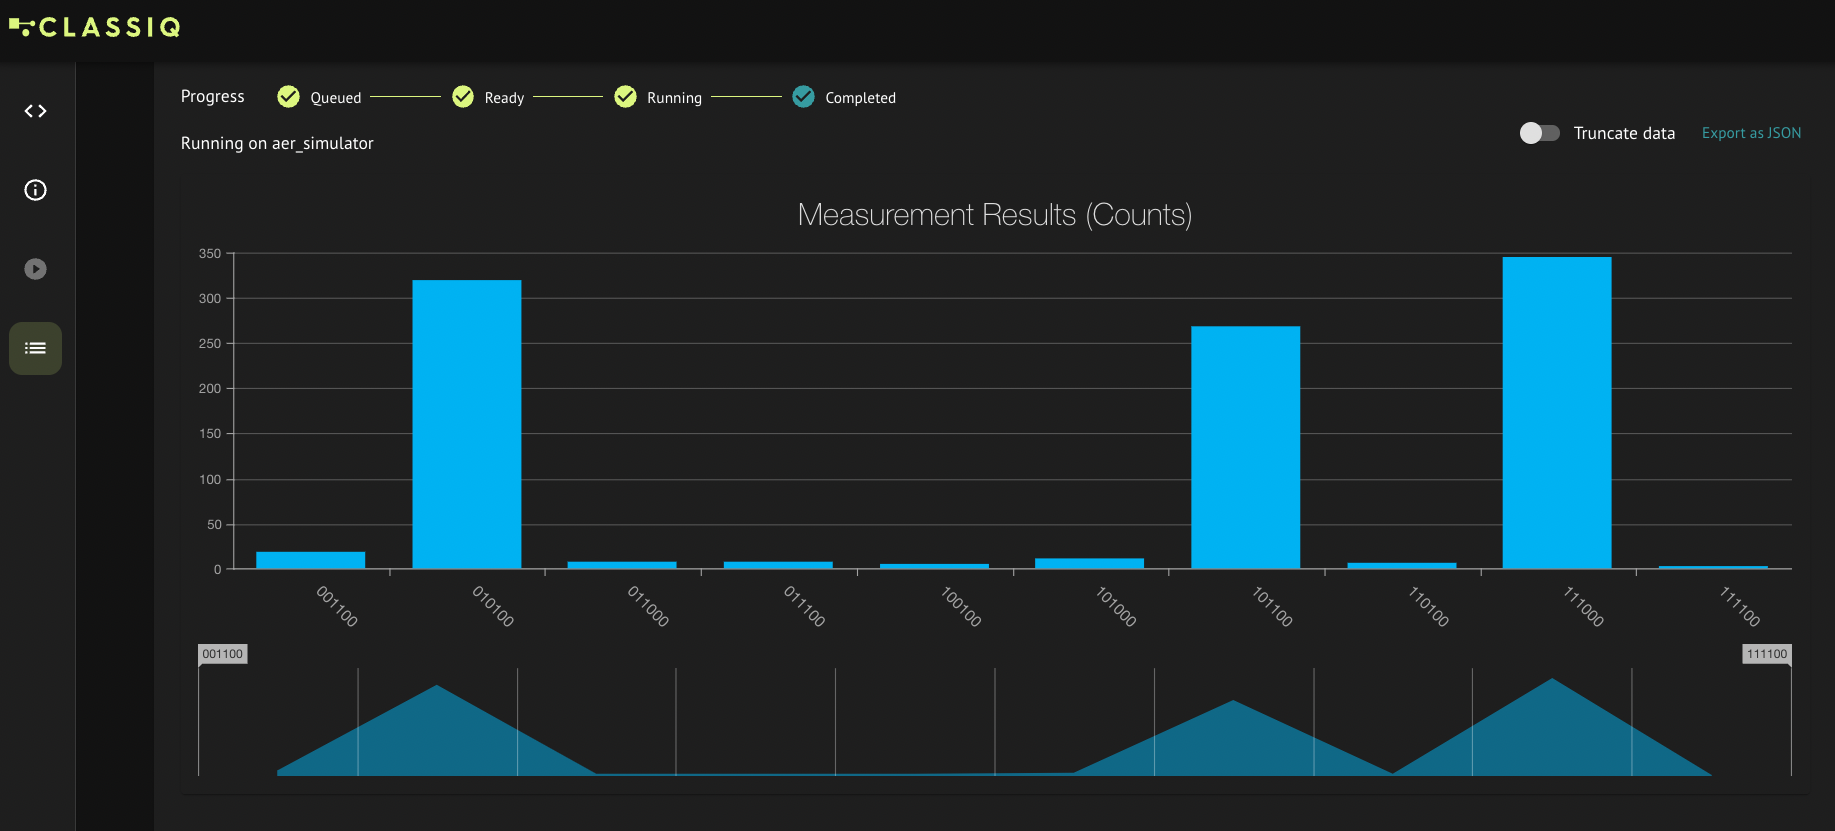 CLASSIQ
Progress
Queued
Ready
Running
Completed
Running on aer_simulator
Truncate data
Export as JSON
Measurement Results (Counts)
350
300
250
200
150
100
50
0
001100
010100
011000
011100
100100
101000
101100
110100
111000
111100
001100
111100